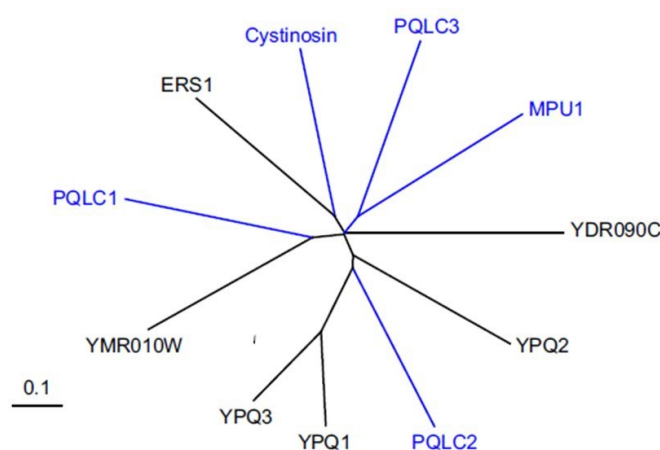 Cystinosin
PQLC3
ERS1
MPU1
PQLC1
YDR090C
YMR010W
YPQ2
0.1
YPQ3
YPQ1
PQLC2